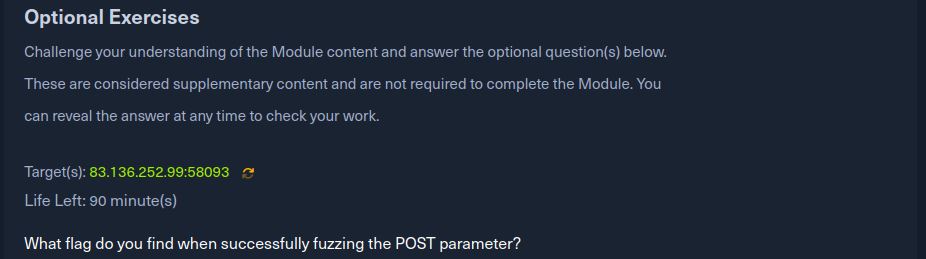 Optional Exercises
Challenge your understanding of the Module content and answer the optional question(s) below.
These are considered supplementary content and are not required to complete the Module. You
can reveal the answer at any time to check your work.
Target(s): 83.136.252.99:58093
Life Left: 90 minute(s)
What flag do you find when successfully fuzzing the POST parameter?